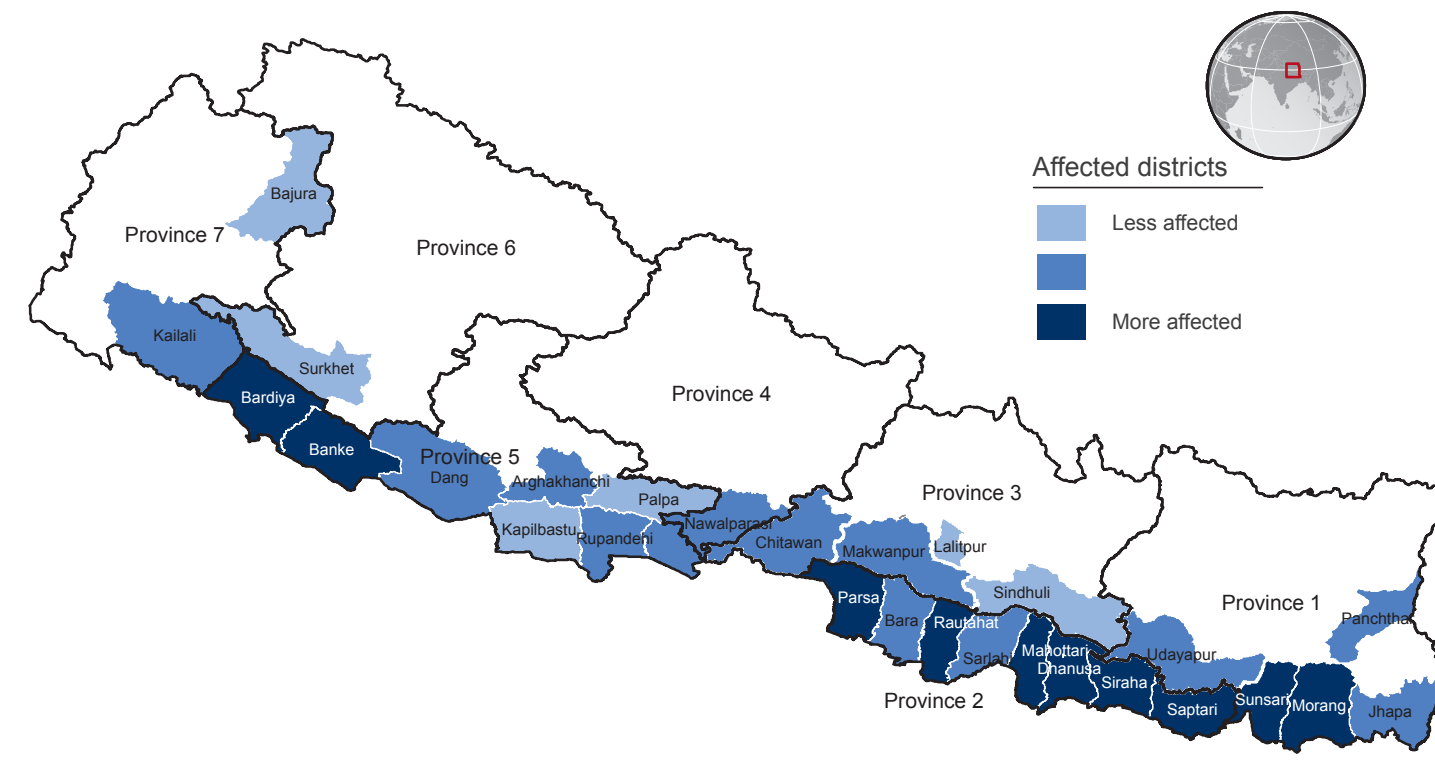 Affected districts
Less affected
More affected
Bajura
Province 7
Province 6
Kailali
Surkhet
Bardiya
Province 4
Banke
Province 5
Dang
Arghakhanchi
Palpa
Province 3
Kapilbastu
Rupandehi
Nawalparasi
Chitawan
Makwanpur
Lalitpur
Sindhuli
Parsa
Bara
Rautahat
Sarlahi
Province 1
Panchthar
Mahottari
Dhanusa
Udayapur
Siraha
Province 2
Saptari
Sunsari
Morang
Jhapa